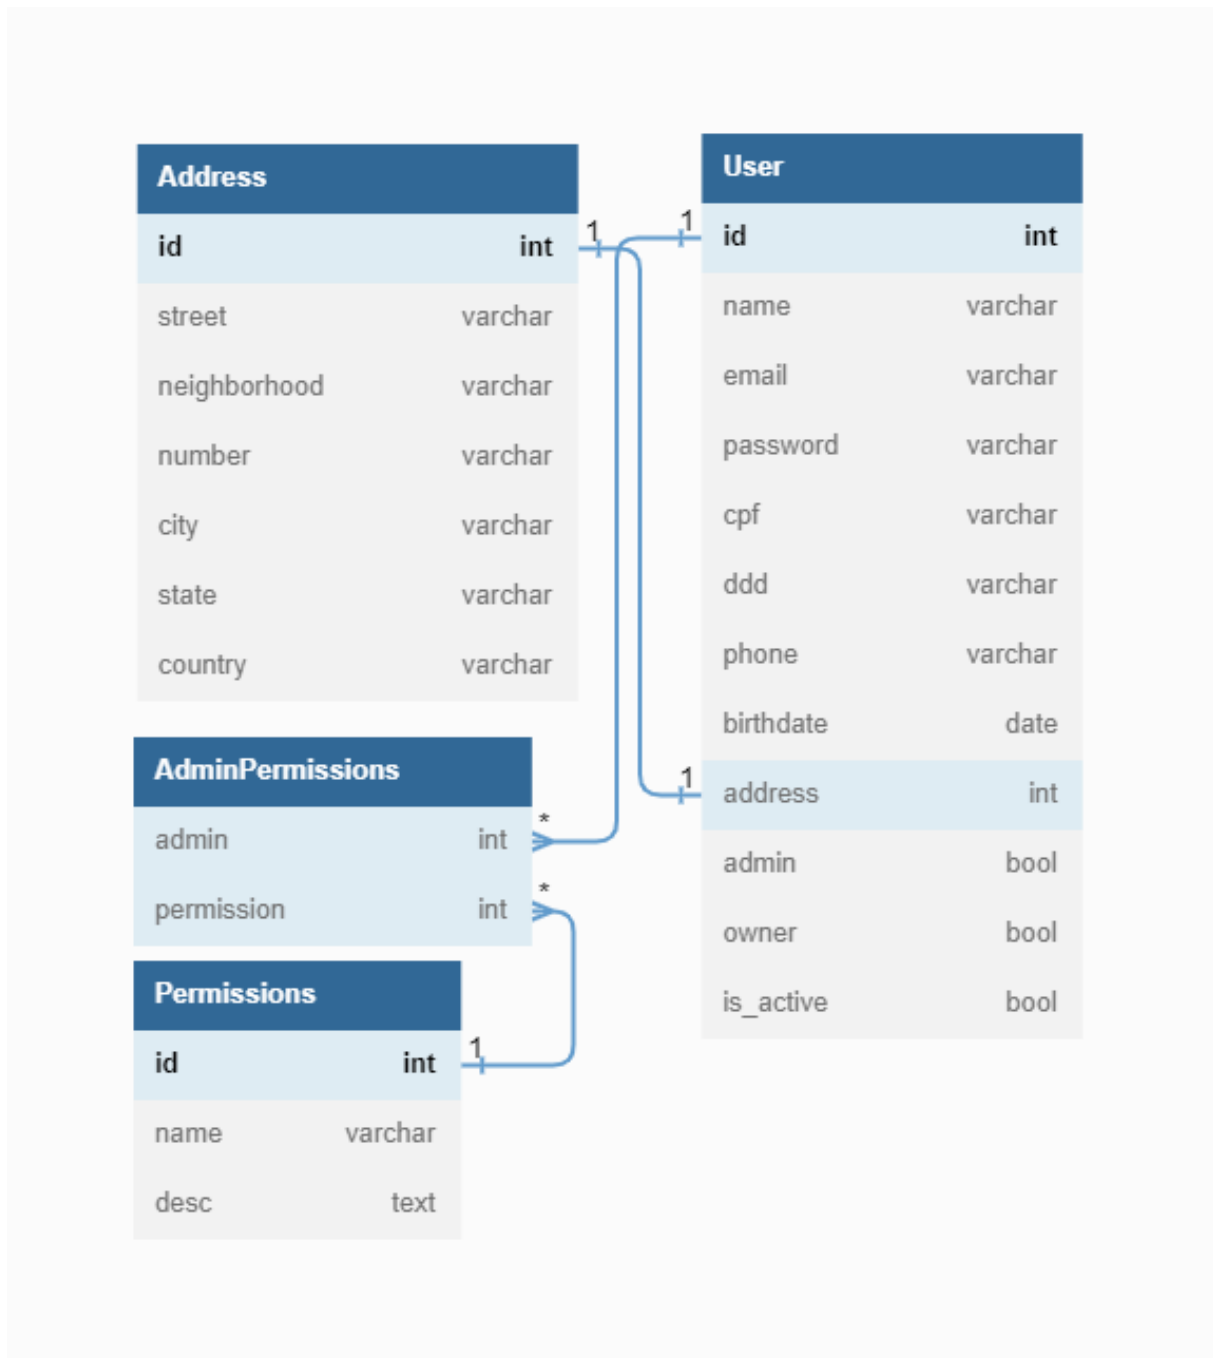 Address
id int
street varchar
neighborhood varchar
number varchar
city varchar
state varchar
country varchar
1
User
1
id int
name varchar
email varchar
password varchar
cpf varchar
ddd varchar
phone varchar
birthdate date
1
address int
admin bool
owner bool
is_active bool
AdminPermissions
admin int
*
permission int
*
Permissions
id int
1
name varchar
desc text